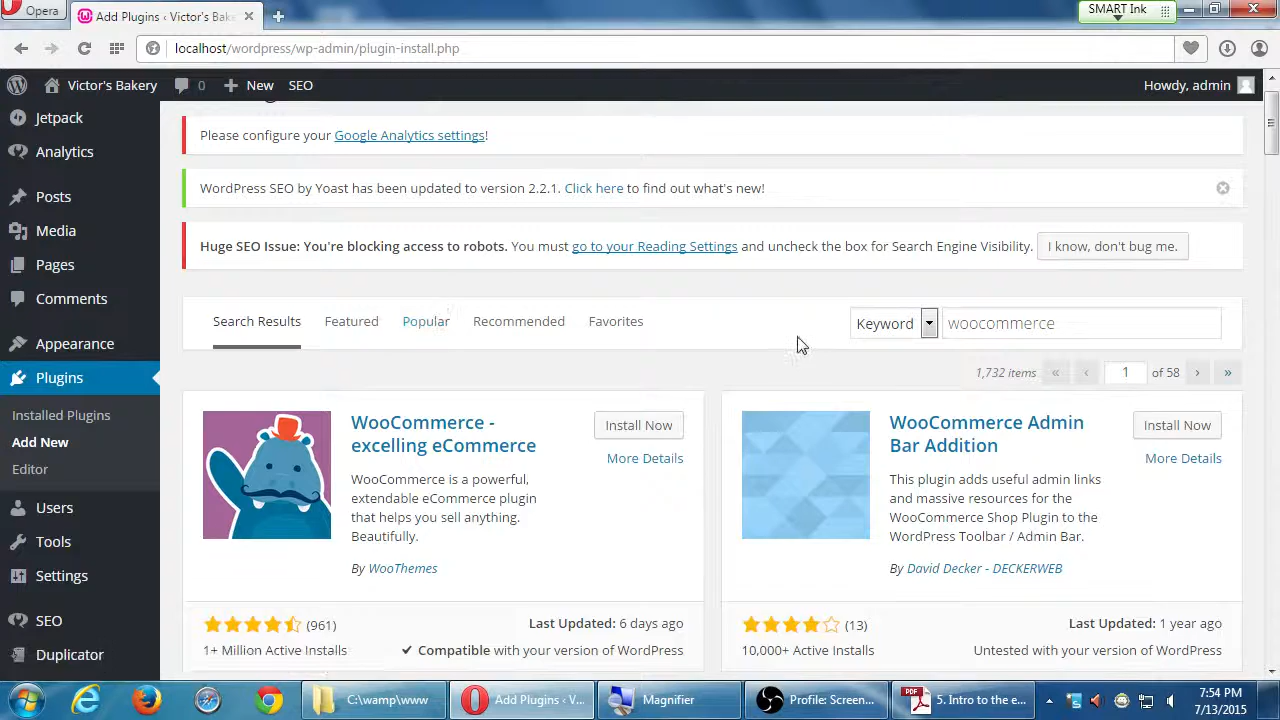 Opera
Add Plugins ‹ Victor's Bake
SMART Ink
localhost/wordpress/wp-admin/plugin-install.php
Victor's Bakery
0
New
SEO
Howdy, admin
Jetpack
Analytics
Posts
Media
Pages
Comments
Appearance
Plugins
Installed Plugins
Add New
Editor
Users
Tools
Settings
SEO
Duplicator
Please configure your Google Analytics settings!
WordPress SEO by Yoast has been updated to version 2.2.1. Click here to find out what's new!
Huge SEO Issue: You're blocking access to robots. You must go to your Reading Settings and uncheck the box for Search Engine Visibility. I know, don't bug me.
Search Results Featured Popular Recommended Favorites
Keyword woocommerce
1,732 items « ‹ 1 of 58 › »
WooCommerce -
excelling eCommerce
Install Now
More Details
WooCommerce is a powerful,
extendable eCommerce plugin
that helps you sell anything.
Beautifully.
By WooThemes
(961)
Last Updated: 6 days ago
1+ Million Active Installs
✔ Compatible with your version of WordPress
WooCommerce Admin
Bar Addition
Install Now
More Details
This plugin adds useful admin links
and massive resources for the
WooCommerce Shop Plugin to the
WordPress Toolbar / Admin Bar.
By David Decker - DECKERWEB
(13)
Last Updated: 1 year ago
10,000+ Active Installs
Untested with your version of WordPress
C:\wamp\www
Add Plugins ‹ V...
Magnifier
Profile: Screen...
PDF
5. Intro to the e...
7:54 PM
7/13/2015